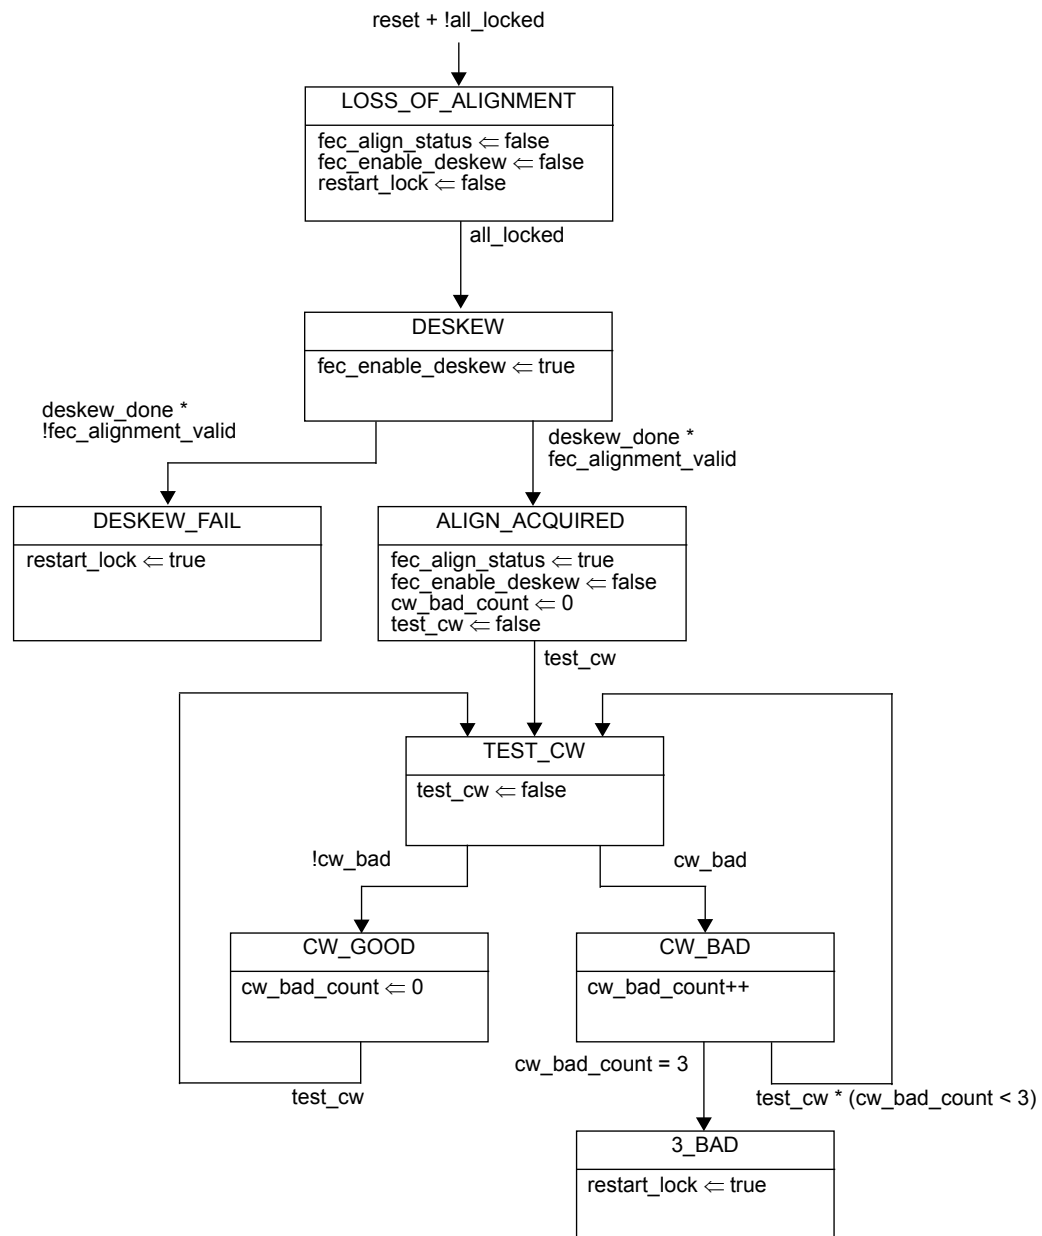 reset + !all_locked
LOSS_OF_ALIGNMENT
fec_align_status ⇐ false
fec_enable_deskew ⇐ false
restart_lock ⇐ false
all_locked
DESKEW
fec_enable_deskew ⇐ true
deskew_done *
!fec_alignment_valid
deskew_done *
fec_alignment_valid
DESKEW_FAIL
restart_lock ⇐ true
ALIGN_ACQUIRED
fec_align_status ⇐ true
fec_enable_deskew ⇐ false
cw_bad_count ⇐ 0
test_cw ⇐ false
test_cw
TEST_CW
test_cw ⇐ false
!cw_bad
cw_bad
CW_GOOD
cw_bad_count ⇐ 0
CW_BAD
cw_bad_count++
test_cw
cw_bad_count = 3
test_cw * (cw_bad_count < 3)
3_BAD
restart_lock ⇐ true